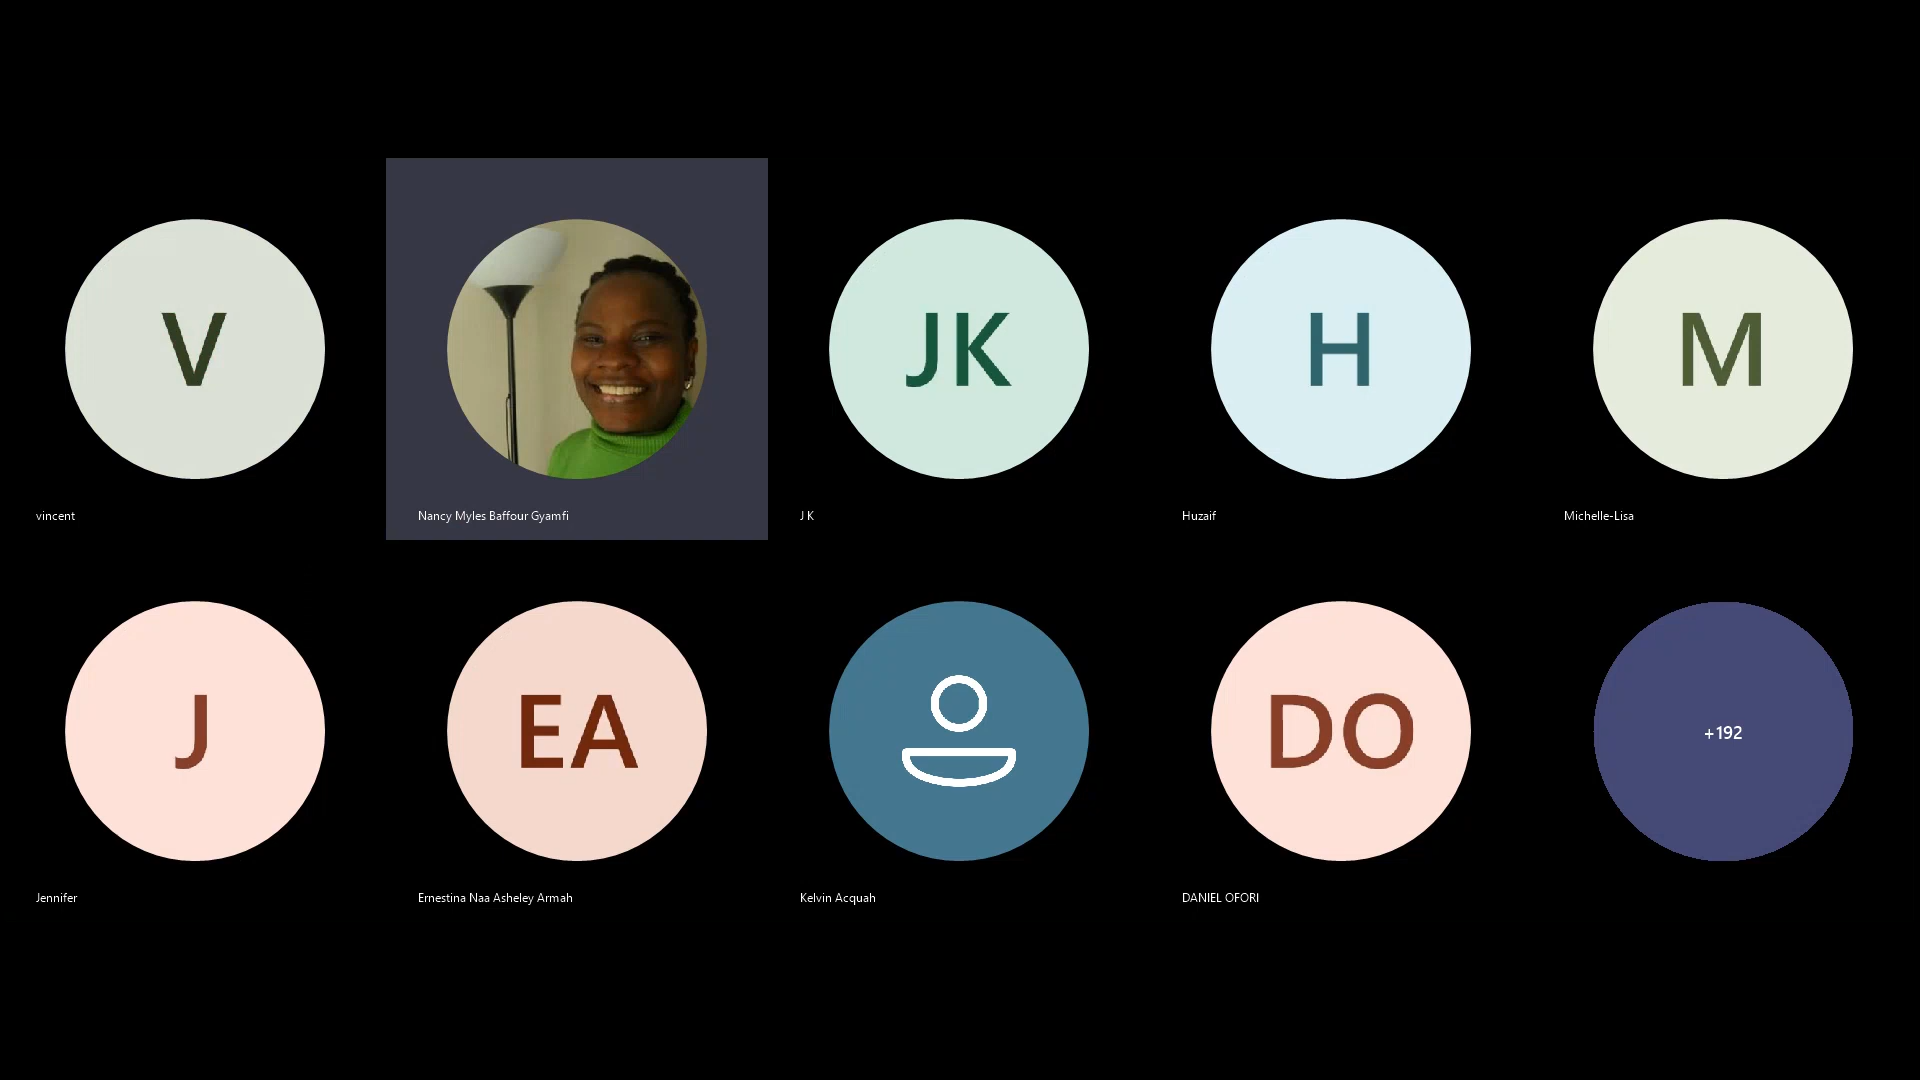 V
vincent
Nancy Myles Baffour Gyamfi
JK
J K
H
Huzaif
M
Michelle-Lisa
J
Jennifer
EA
Ernestina Naa Asheley Armah
Kelvin Acquah
DO
DANIEL OFORI
+192